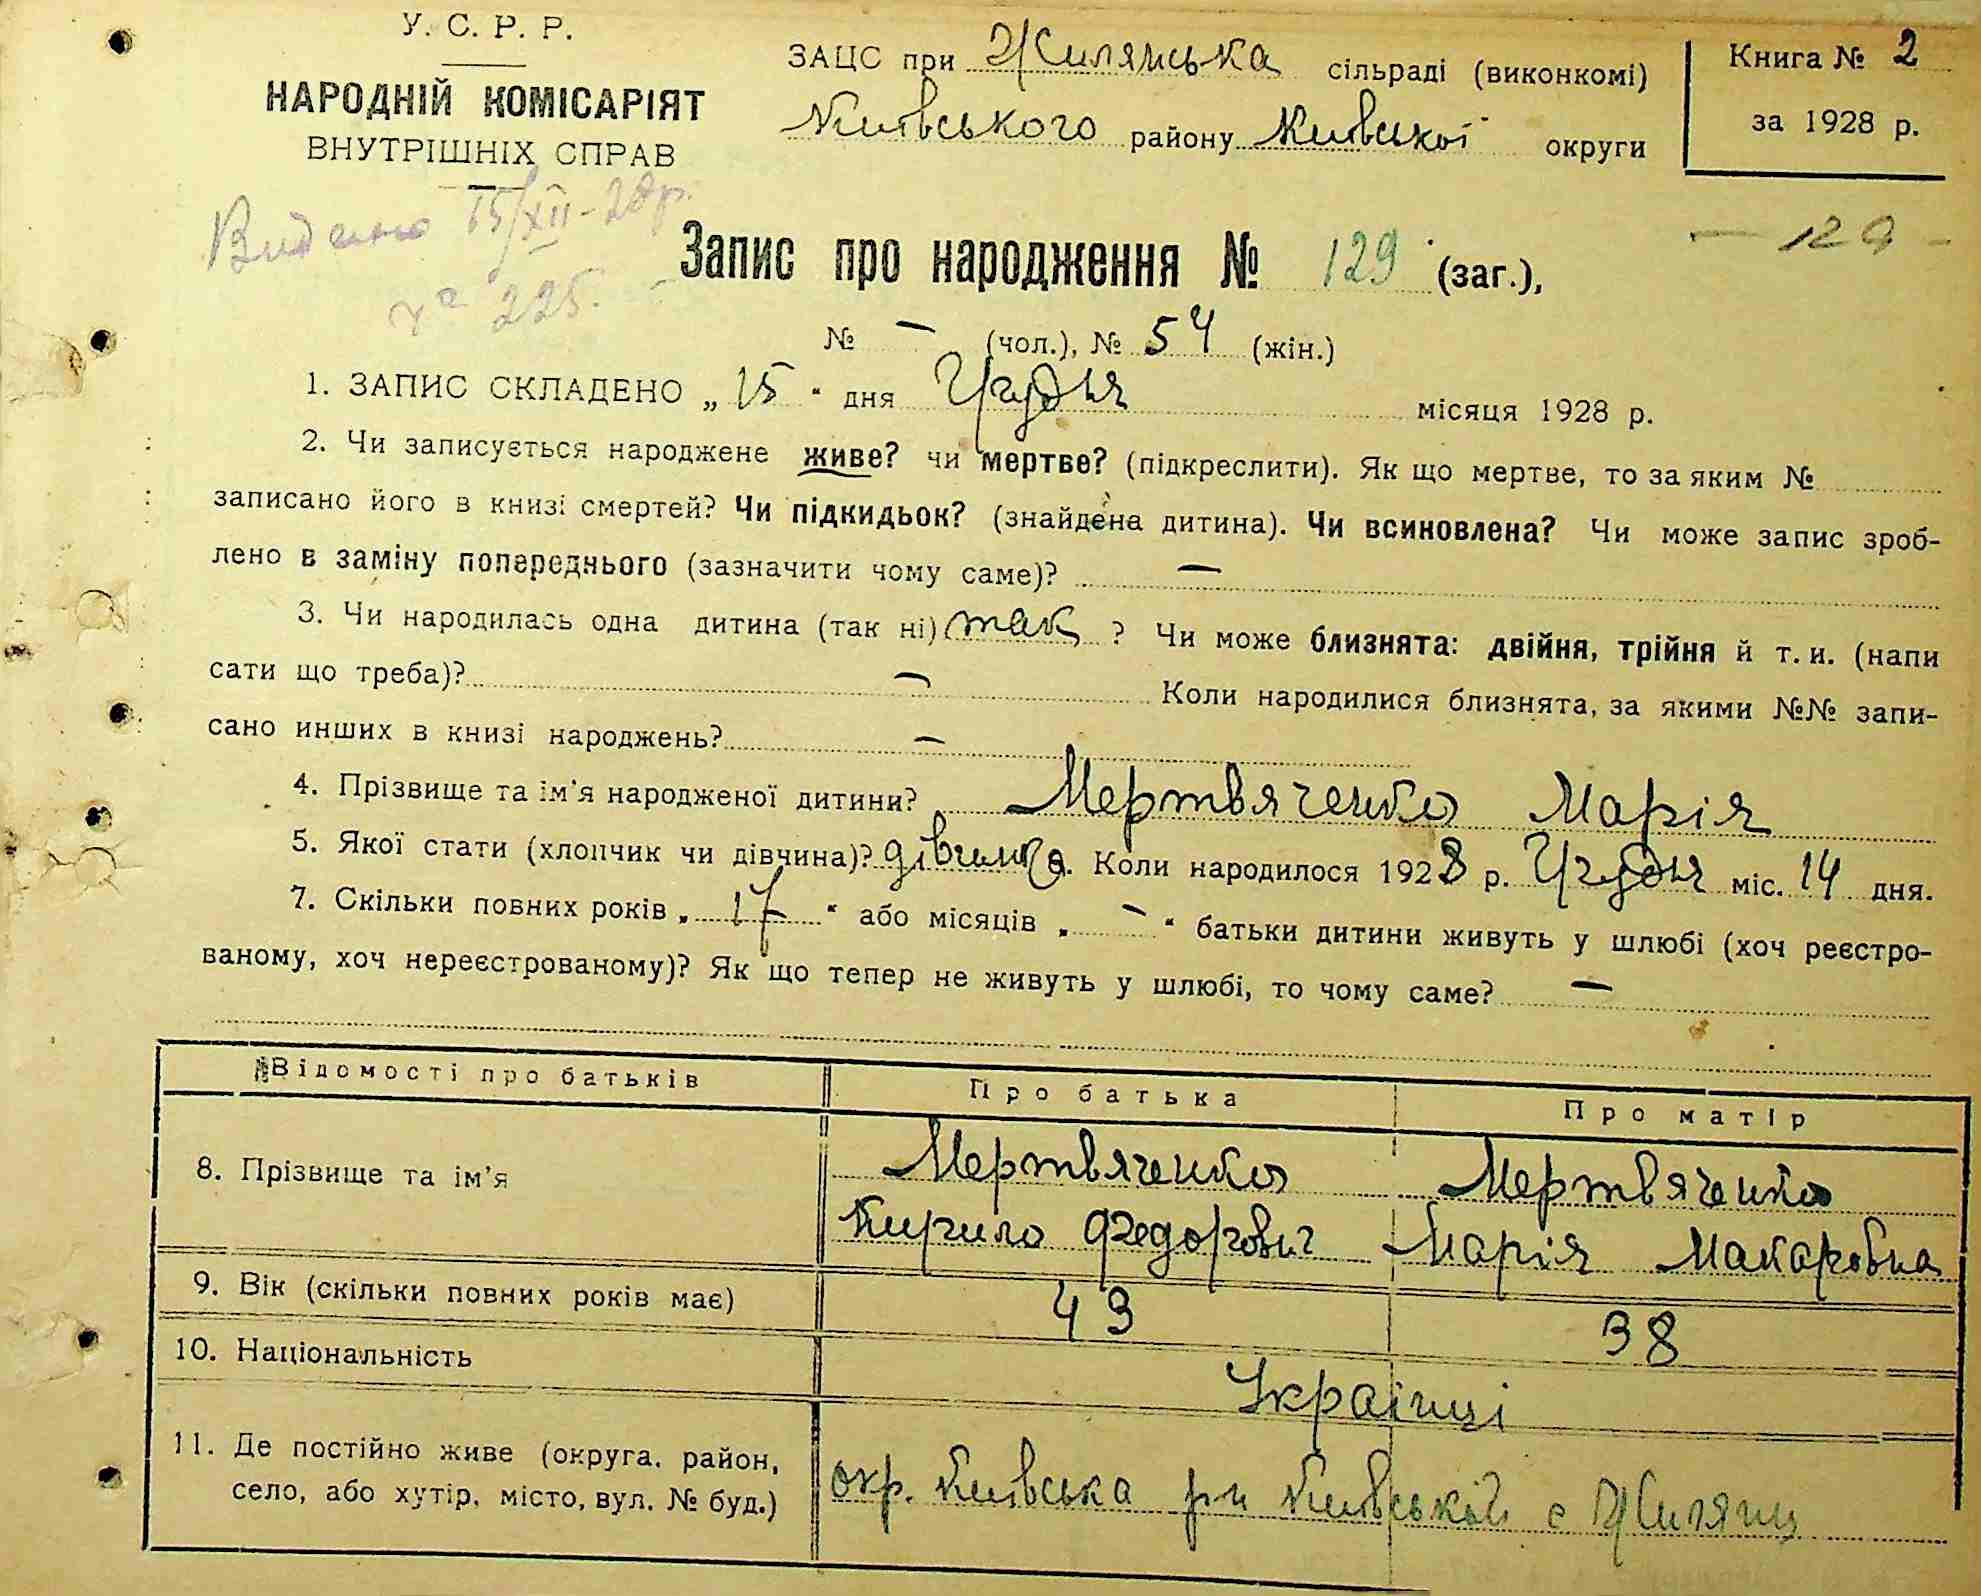 У. С. Р. Р.
НАРОДНІЙ КОМІСАРІЯТ
ВНУТРІШНІХ СПРАВ
ЗАЦС при Жилянська сільраді (виконкомі)
Київського району Київської округи
Книга № 2
за 1928 р.
Видано 15/XII-28р.
225.
Запис про народження № 129 (заг.),
- 129 -
№ — (чол.), № 54 (жін.)
1. ЗАПИС СКЛАДЕНО „ 15 " дня Грудня місяця 1928 р.
2. Чи записується народжене живе? чи мертве? (підкреслити). Як що мертве, то за яким №
записано його в книзі смертей? Чи підкидьок? (знайдена дитина). Чи всиновлена? Чи може запис зроб-
лено в заміну попереднього (зазначити чому саме)? —
3. Чи народилась одна дитина (так ні) так ? Чи може близнята: двійня, трійня й т. и. (напи
сати що треба)? — Коли народилися близнята, за якими №№ запи-
сано инших в книзі народжень? —
4. Прізвище та ім'я народженої дитини? Мертвяченко Марія
5. Якої стати (хлопчик чи дівчина)? дівчинка. Коли народилося 1928 р. Грудня міс. 14 дня.
7. Скільки повних років „ 17 " або місяців „ — " батьки дитини живуть у шлюбі (хоч реєстро-
ваному, хоч нереєстрованому)? Як що тепер не живуть у шлюбі, то чому саме? —
Відомості про батьків Про батька Про матір
8. Прізвище та ім'я Мертвяченко Мертвяченко
Кирило Федорович Марія Макаровна
9. Вік (скільки повних років має) 43 38
10. Національність Українці
11. Де постійно живе (округа, район, село, або хутір, місто, вул. № буд.) окр. Київська р-н Київській с Жиляни